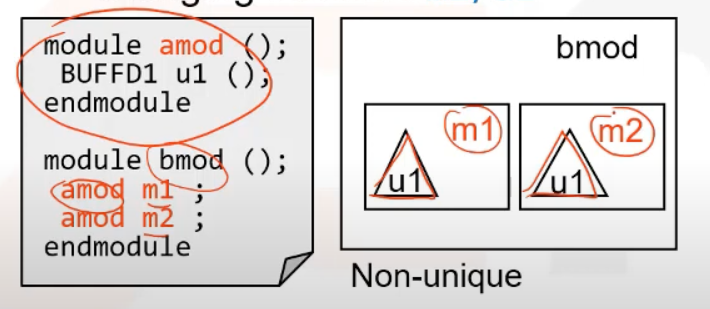 module amod ();
BUFFD1 u1 ();
endmodule
module bmod ();
amod m1 ;
amod m2 ;
endmodule
bmod
m1
m2
u1
u1
Non-unique